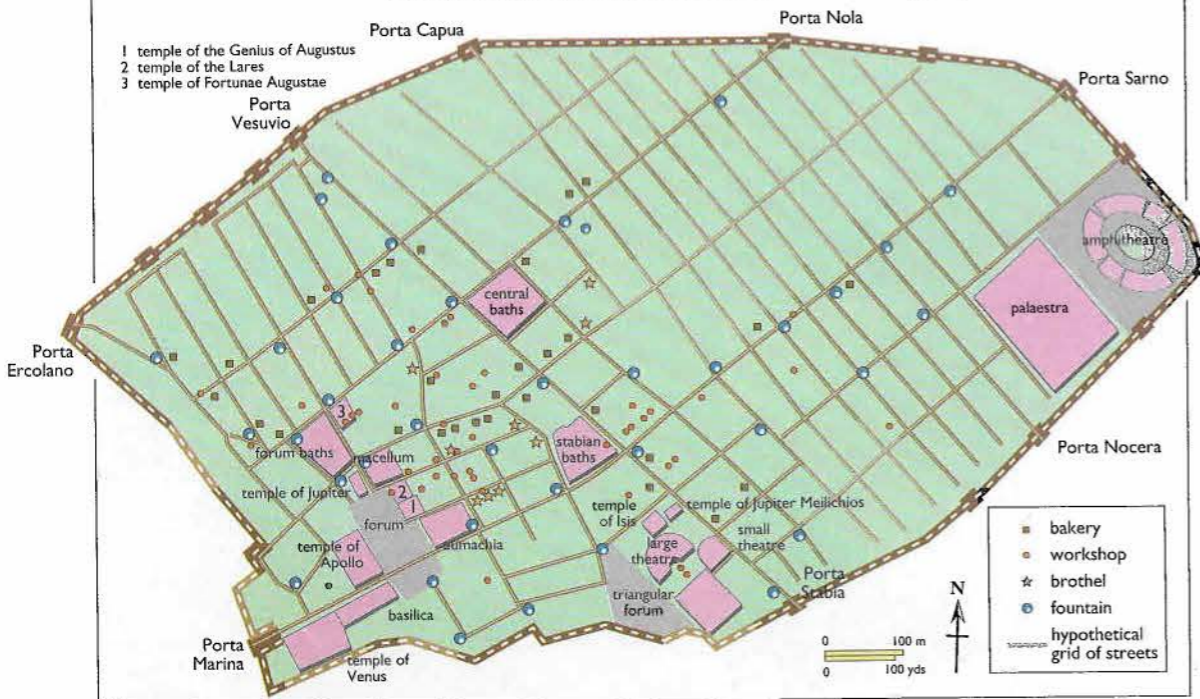 Porta Capua
Porta Nola
1 temple of the Genius of Augustus
2 temple of the Lares
3 temple of Fortunae Augustae
Porta
Vesuvio
Porta Sarno
amphitheatre
central
baths
palaestra
Porta
Ercolano
3
forum baths
macellum
stabian
baths
Porta Nocera
temple of Jupiter
2
1
forum
eumachia
temple
of Isis
temple of Jupiter Meilichios
small
theatre
large
theatre
temple of
Apollo
basilica
triangular
forum
Porta
Stabia
Porta
Marina
temple of
Venus
0 100 m
0 100 yds
N
bakery
workshop
brothel
fountain
hypothetical
grid of streets